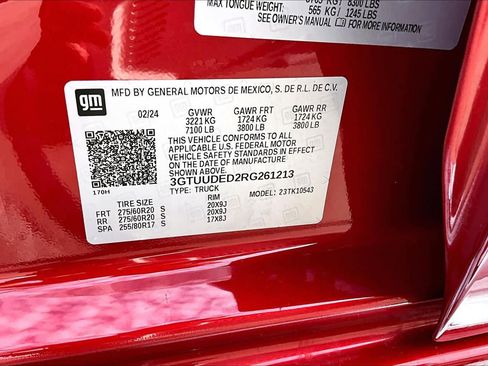 MAX TONGUE WEIGHT: 565 KG / 1245 LBS
SEE OWNER'S MANUAL FOR MORE INFORMATION
gm
MFD BY GENERAL MOTORS DE MEXICO, S. DE R.L. DE C.V.
02/24 GVWR GAWR FRT GAWR RR
3221 KG 1724 KG 1724 KG
7100 LB 3800 LB 3800 LB
THIS VEHICLE CONFORMS TO ALL
APPLICABLE U.S. FEDERAL MOTOR
VEHICLE SAFETY STANDARDS IN EFFECT
ON THE DATE OF MANUFACTURE
SHOWN ABOVE.
3GTUUDED2RG261213
170H
TYPE: TRUCK MODEL: 23TK10543
TIRE SIZE RIM
FRT 275/60R20 S 20X9J
RR 275/60R20 S 20X9J
SPA 255/80R17 S 17X8J